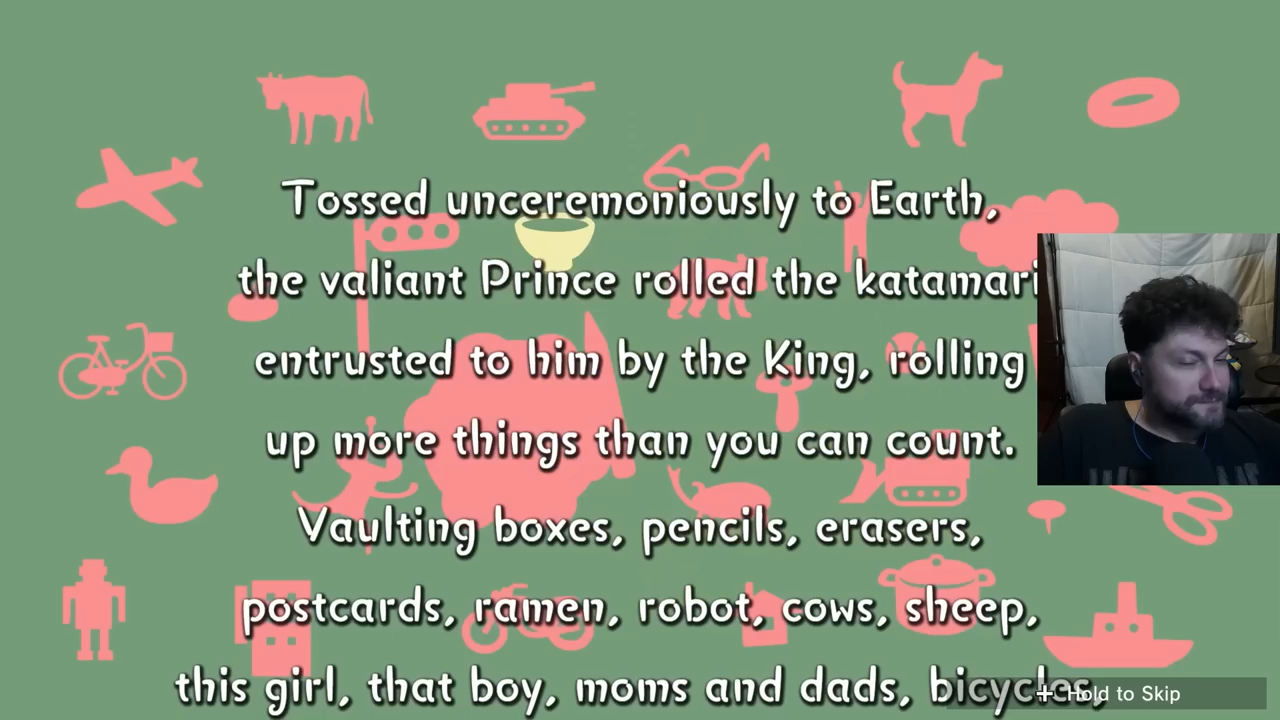 Tossed unceremoniously to Earth,
the valiant Prince rolled the katamari
entrusted to him by the King, rolling
up more things than you can count.
Vaulting boxes, pencils, erasers,
postcards, ramen, robot, cows, sheep,
this girl, that boy, moms and dads, bicycles,
+ Hold to Skip